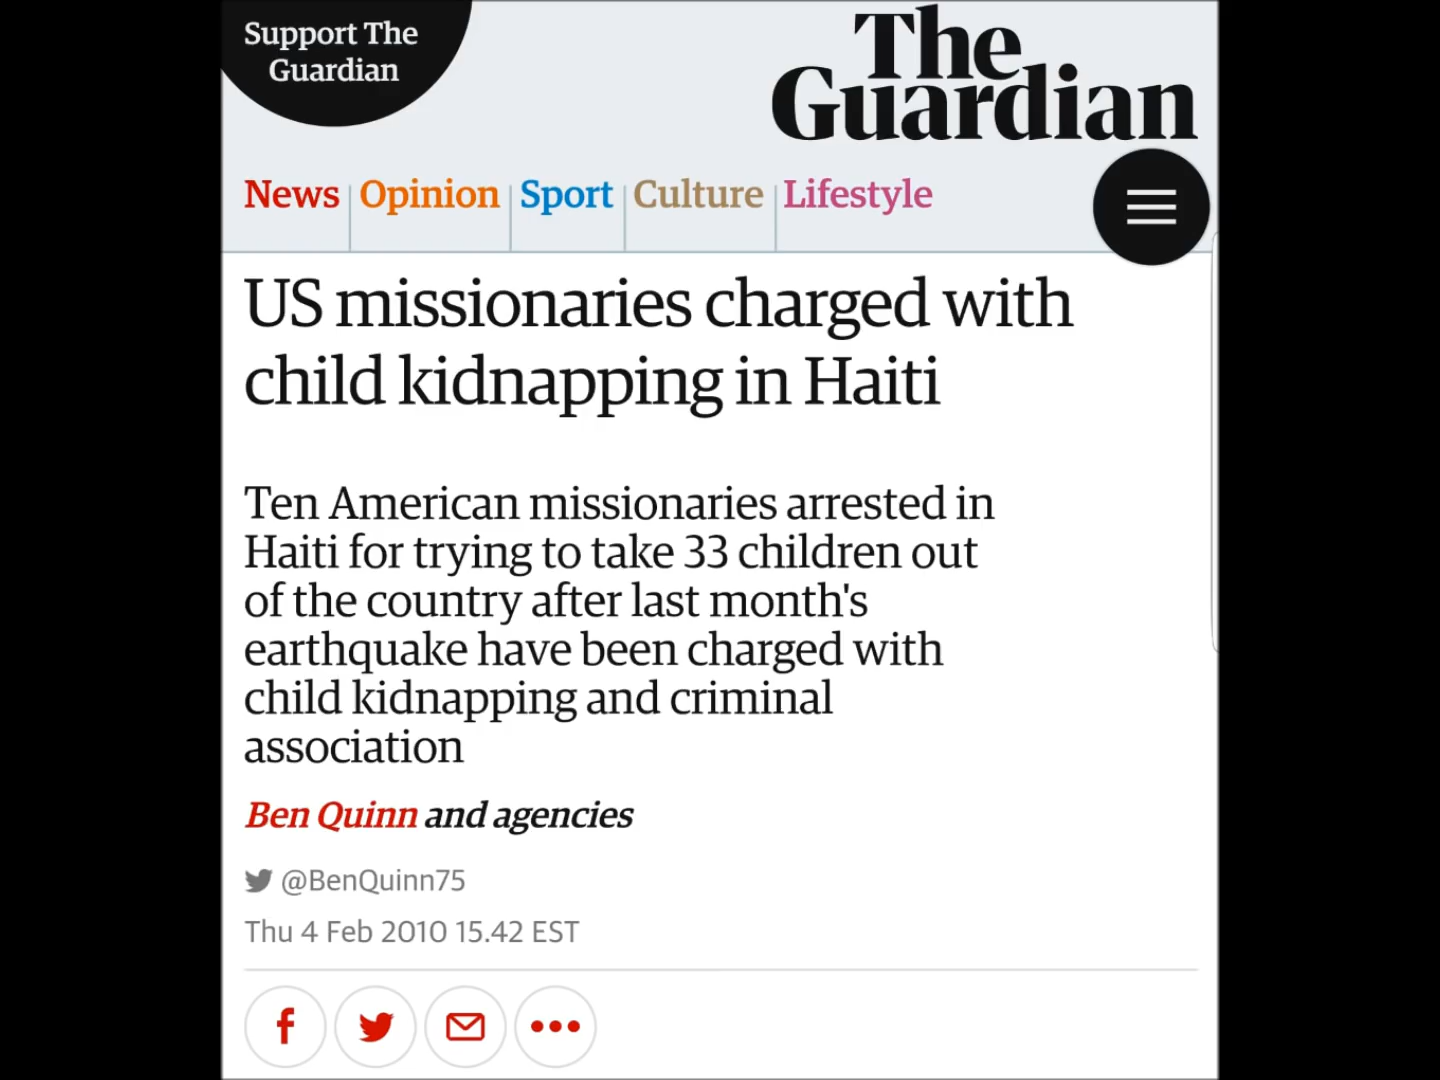 Support The
Guardian
The
Guardian
News Opinion Sport Culture Lifestyle
US missionaries charged with
child kidnapping in Haiti
Ten American missionaries arrested in
Haiti for trying to take 33 children out
of the country after last month's
earthquake have been charged with
child kidnapping and criminal
association
Ben Quinn and agencies
@BenQuinn75
Thu 4 Feb 2010 15.42 EST